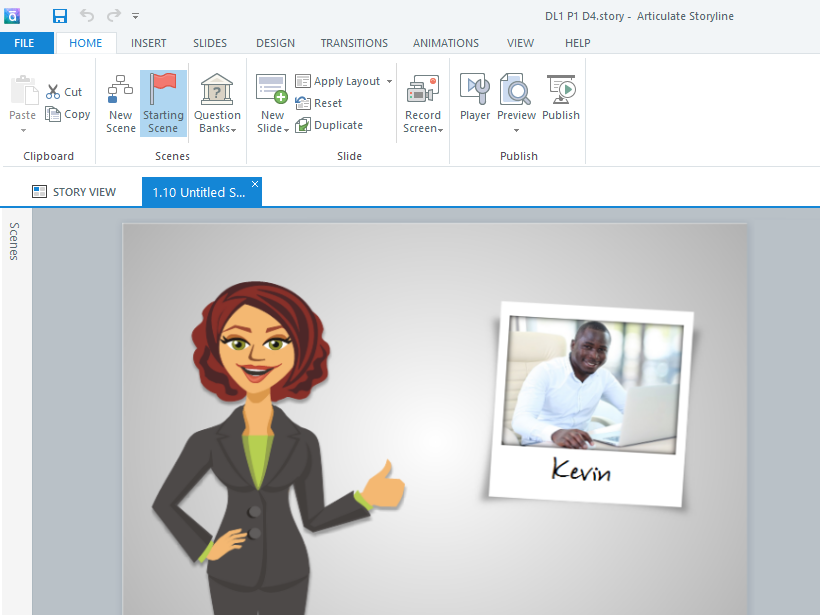 DL1 P1 D4.story - Articulate Storyline
FILE HOME INSERT SLIDES DESIGN TRANSITIONS ANIMATIONS VIEW HELP
Paste
Cut
Copy
Clipboard
New
Scene
Starting
Scene
Question
Banks
Scenes
New
Slide
Apply Layout
Reset
Duplicate
Slide
Record
Screen
Player
Preview
Publish
Publish
STORY VIEW
1.10 Untitled S...
Scenes
Kevin